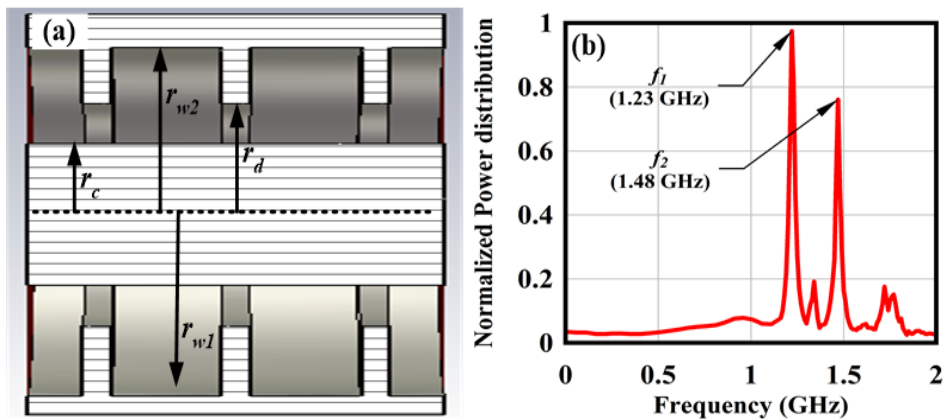 (a)
r_w2
r_d
r_c
r_w1
(b)
Normalized Power distribution
1
0.8
0.6
0.4
0.2
0
f_1
(1.23 GHz)
f_2
(1.48 GHz)
0 0.5 1 1.5 2
Frequency (GHz)